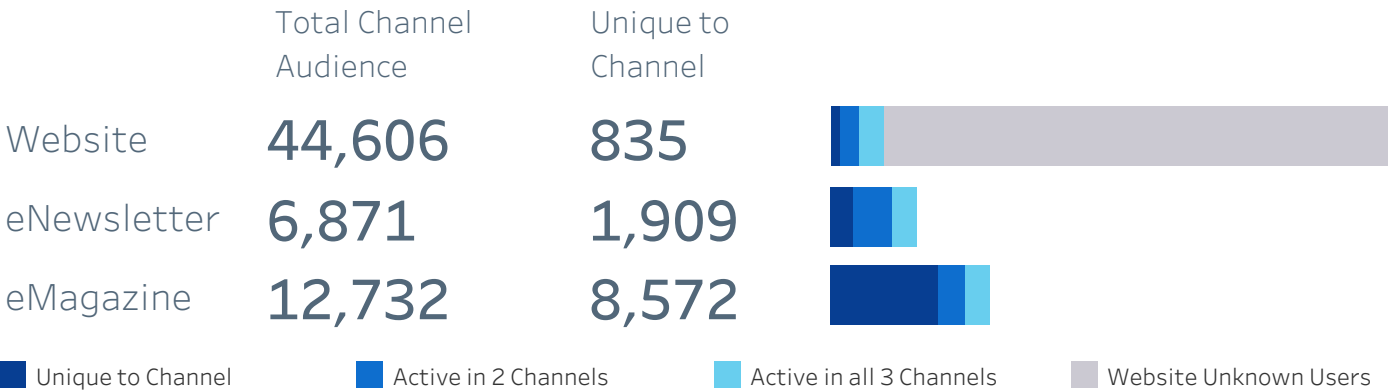 Total Channel
Audience
Unique to
Channel
Website 44,606 835
eNewsletter 6,871 1,909
eMagazine 12,732 8,572
Unique to Channel Active in 2 Channels Active in all 3 Channels Website Unknown Users